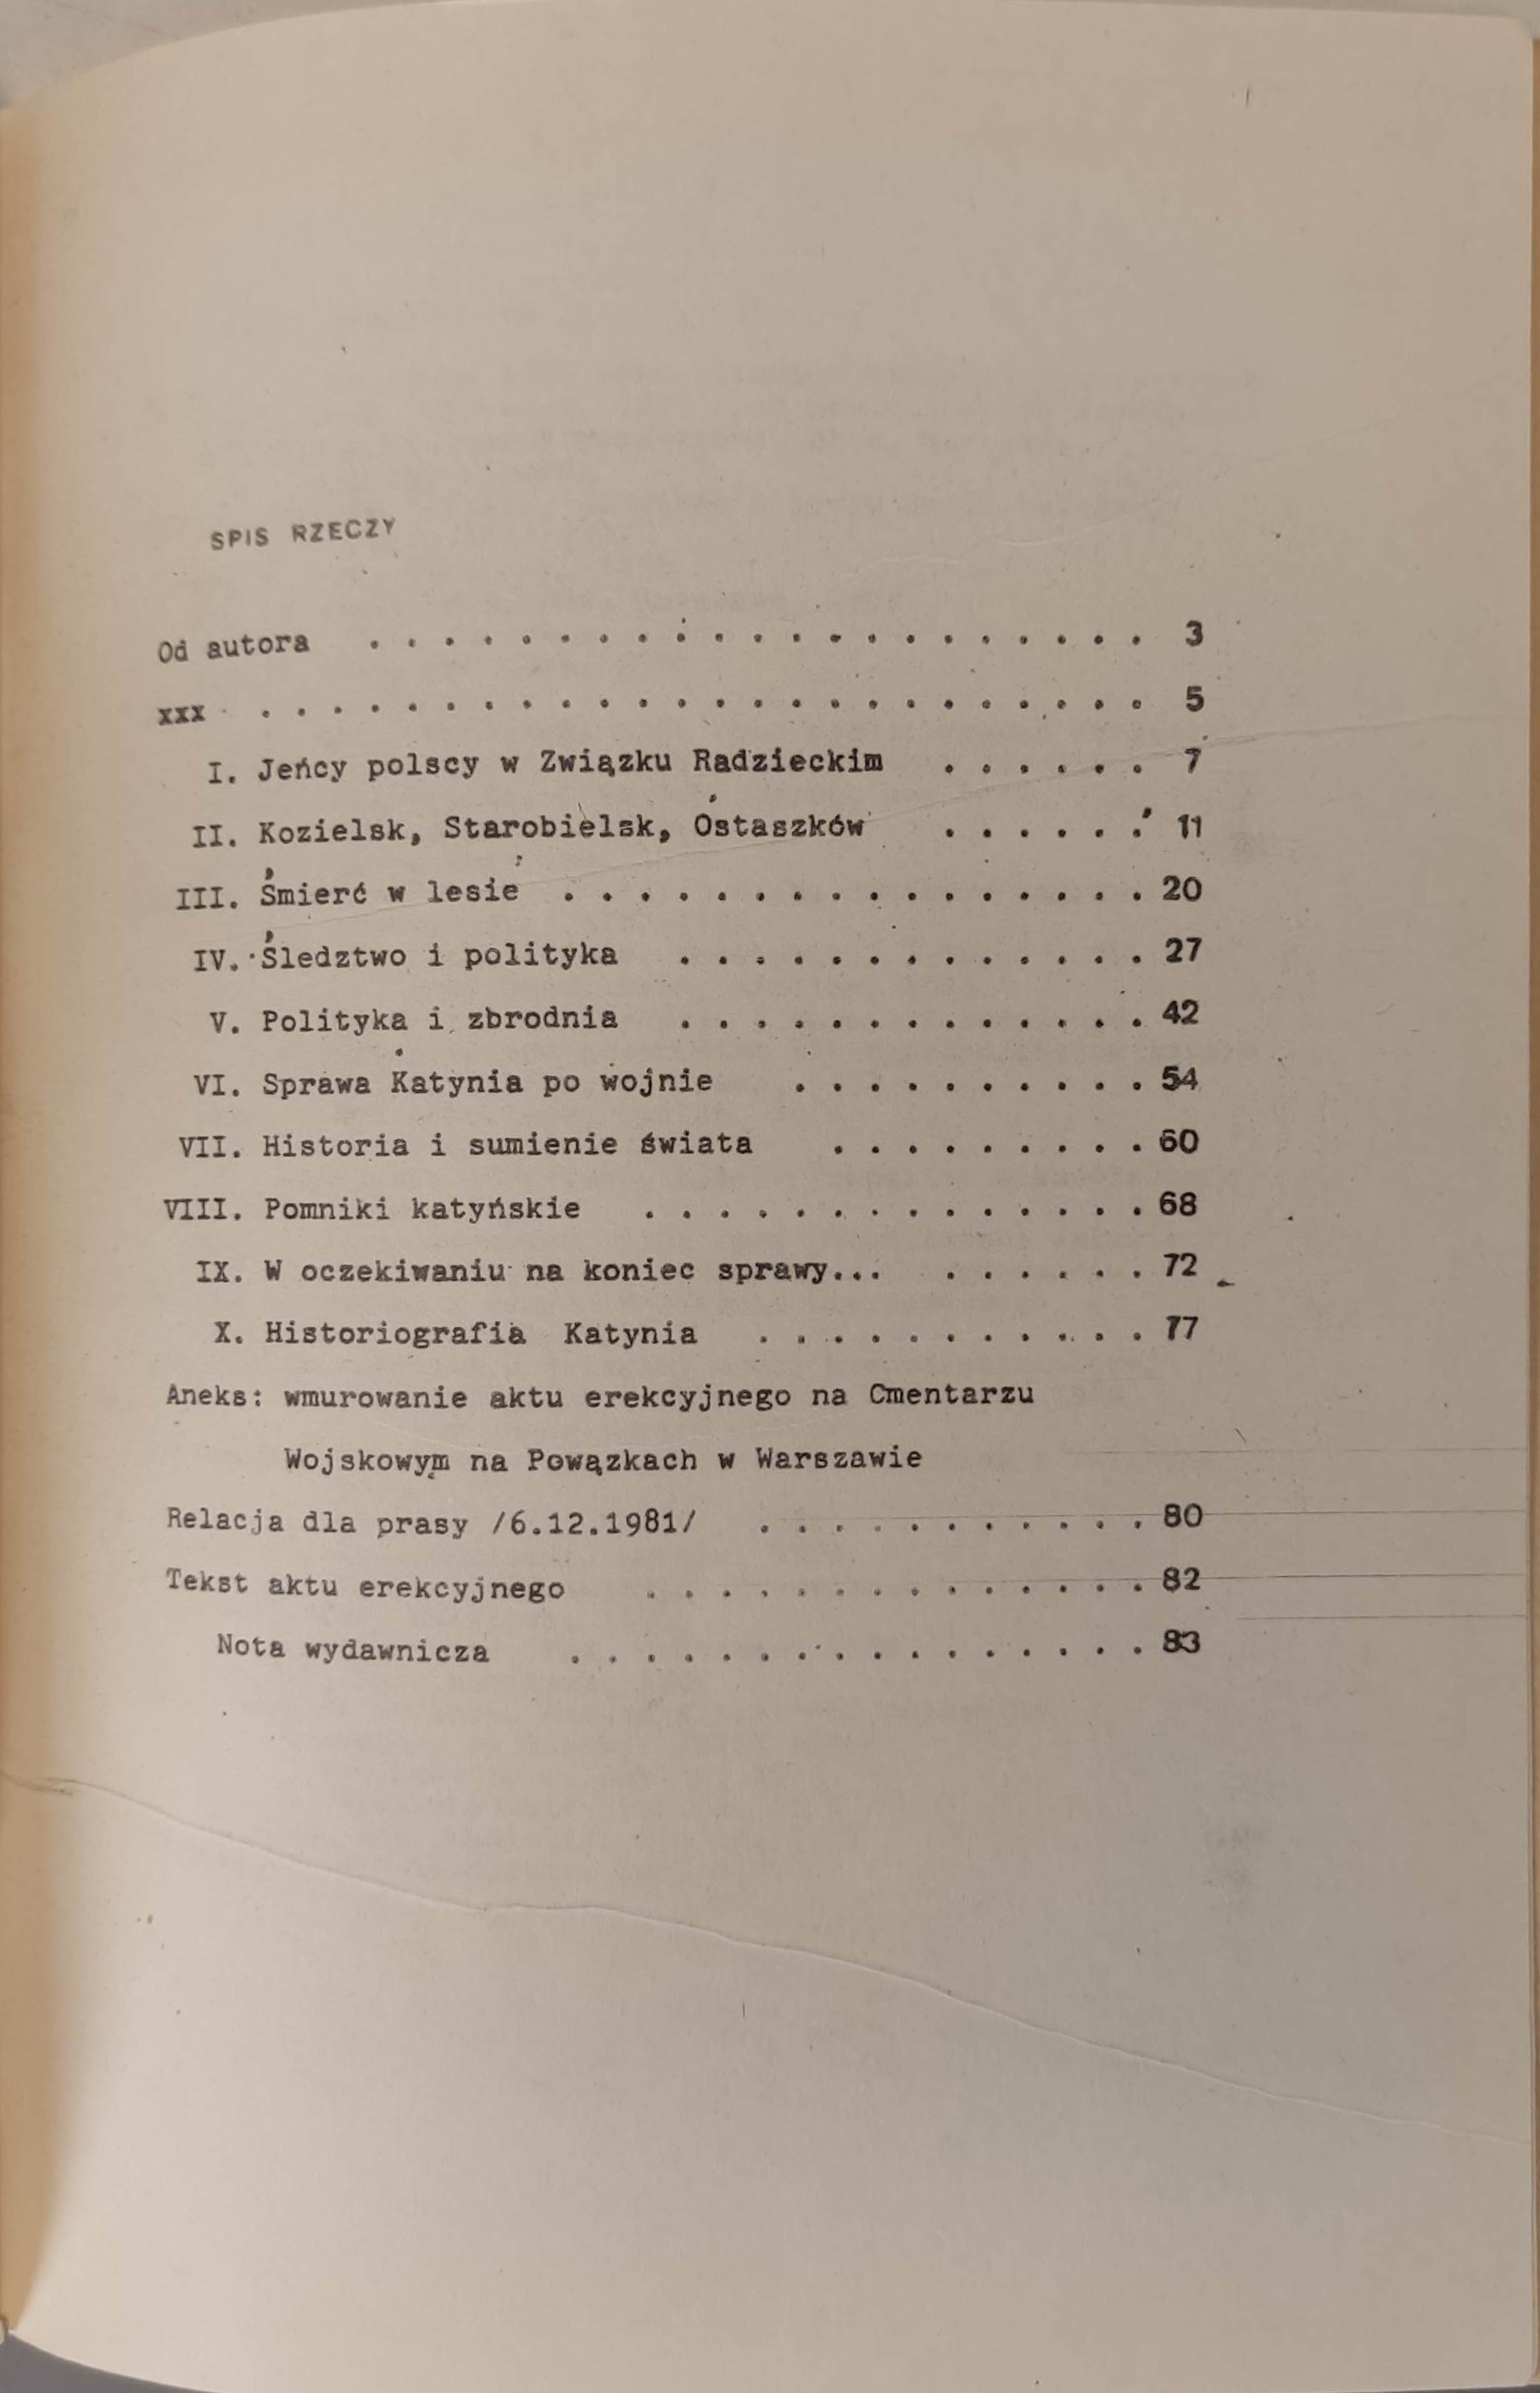 SPIS RZECZY
Od autora . . . . . . . . . . . . . . . . . . . . . 3
xxx . . . . . . . . . . . . . . . . . . . . . . . . 5
I. Jeńcy polscy w Związku Radzieckim . . . . . . 7
II. Kozielsk, Starobielsk, Ostaszków . . . . . . 11
III. Śmierć w lesie . . . . . . . . . . . . . . . . 20
IV. Śledztwo i polityka . . . . . . . . . . . . . 27
V. Polityka i zbrodnia . . . . . . . . . . . . . 42
VI. Sprawa Katynia po wojnie . . . . . . . . . . 54
VII. Historia i sumienie świata . . . . . . . . . 60
VIII. Pomniki katyńskie . . . . . . . . . . . . . . 68
IX. W oczekiwaniu na koniec sprawy... . . . . . . 72
X. Historiografia Katynia . . . . . . . . . . . 77
Aneks: wmurowanie aktu erekcyjnego na Cmentarzu
Wojskowym na Powązkach w Warszawie
Relacja dla prasy /6.12.1981/ . . . . . . . . . . . 80
Tekst aktu erekcyjnego . . . . . . . . . . . . . . 82
Nota wydawnicza . . . . . . . . . . . . . . . . 83